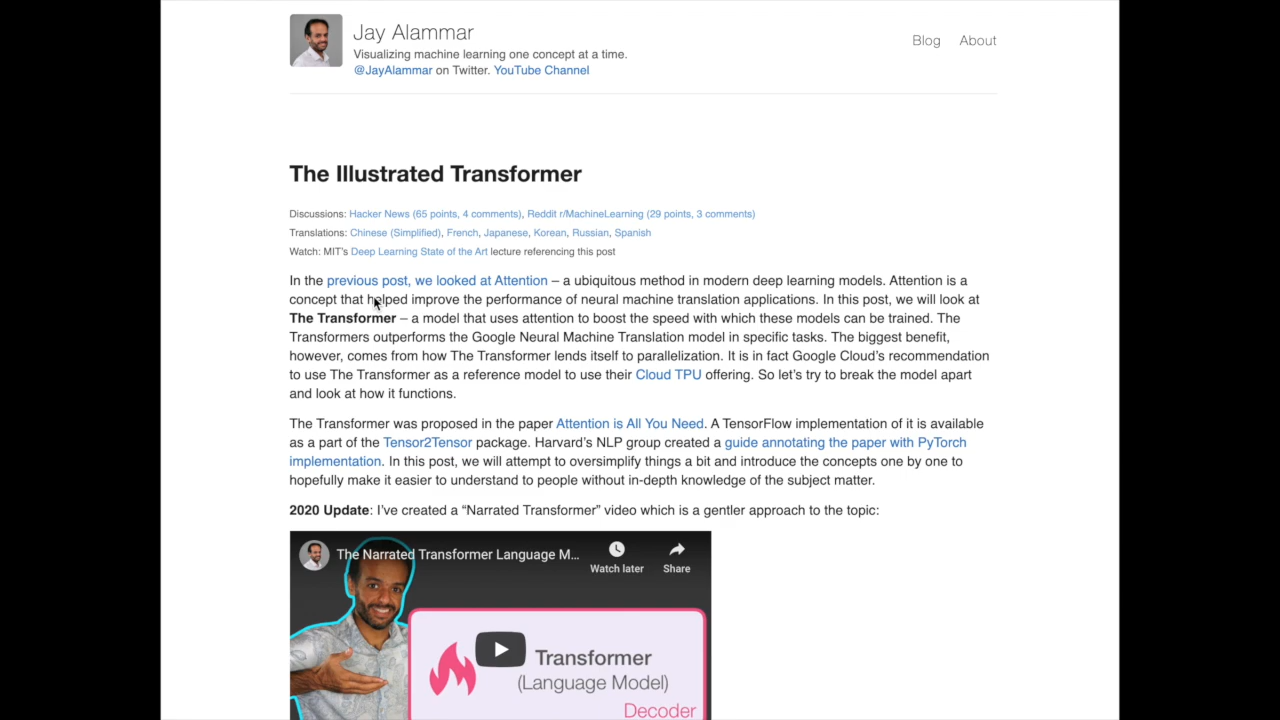 Jay Alammar
Visualizing machine learning one concept at a time.
@JayAlammar on Twitter. YouTube Channel
Blog About
The Illustrated Transformer
Discussions: Hacker News (65 points, 4 comments), Reddit r/MachineLearning (29 points, 3 comments)
Translations: Chinese (Simplified), French, Japanese, Korean, Russian, Spanish
Watch: MIT’s Deep Learning State of the Art lecture referencing this post
In the previous post, we looked at Attention – a ubiquitous method in modern deep learning models. Attention is a
concept that helped improve the performance of neural machine translation applications. In this post, we will look at
The Transformer – a model that uses attention to boost the speed with which these models can be trained. The
Transformers outperforms the Google Neural Machine Translation model in specific tasks. The biggest benefit,
however, comes from how The Transformer lends itself to parallelization. It is in fact Google Cloud’s recommendation
to use The Transformer as a reference model to use their Cloud TPU offering. So let’s try to break the model apart
and look at how it functions.
The Transformer was proposed in the paper Attention is All You Need. A TensorFlow implementation of it is available
as a part of the Tensor2Tensor package. Harvard’s NLP group created a guide annotating the paper with PyTorch
implementation. In this post, we will attempt to oversimplify things a bit and introduce the concepts one by one to
hopefully make it easier to understand to people without in-depth knowledge of the subject matter.
2020 Update: I’ve created a “Narrated Transformer” video which is a gentler approach to the topic:
The Narrated Transformer Language M...
Watch later Share
Transformer
(Language Model)
Decoder